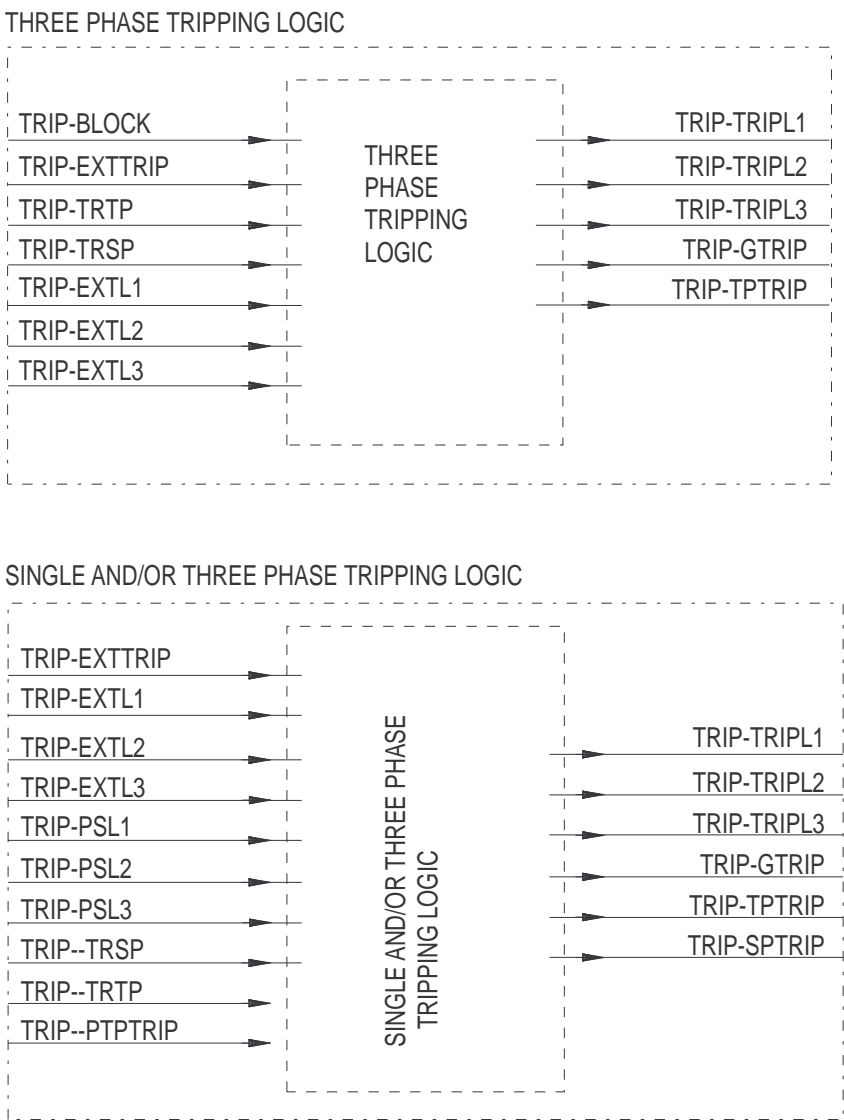 THREE PHASE TRIPPING LOGIC
TRIP-BLOCK
TRIP-EXTTRIP
TRIP-TRTP
TRIP-TRSP
TRIP-EXTL1
TRIP-EXTL2
TRIP-EXTL3
THREE
PHASE
TRIPPING
LOGIC
TRIP-TRIPL1
TRIP-TRIPL2
TRIP-TRIPL3
TRIP-GTRIP
TRIP-TPTRIP
SINGLE AND/OR THREE PHASE TRIPPING LOGIC
TRIP-EXTTRIP
TRIP-EXTL1
TRIP-EXTL2
TRIP-EXTL3
TRIP-PSL1
TRIP-PSL2
TRIP-PSL3
TRIP--TRSP
TRIP--TRTP
TRIP--PTPTRIP
SINGLE AND/OR THREE PHASE
TRIPPING LOGIC
TRIP-TRIPL1
TRIP-TRIPL2
TRIP-TRIPL3
TRIP-GTRIP
TRIP-TPTRIP
TRIP-SPTRIP